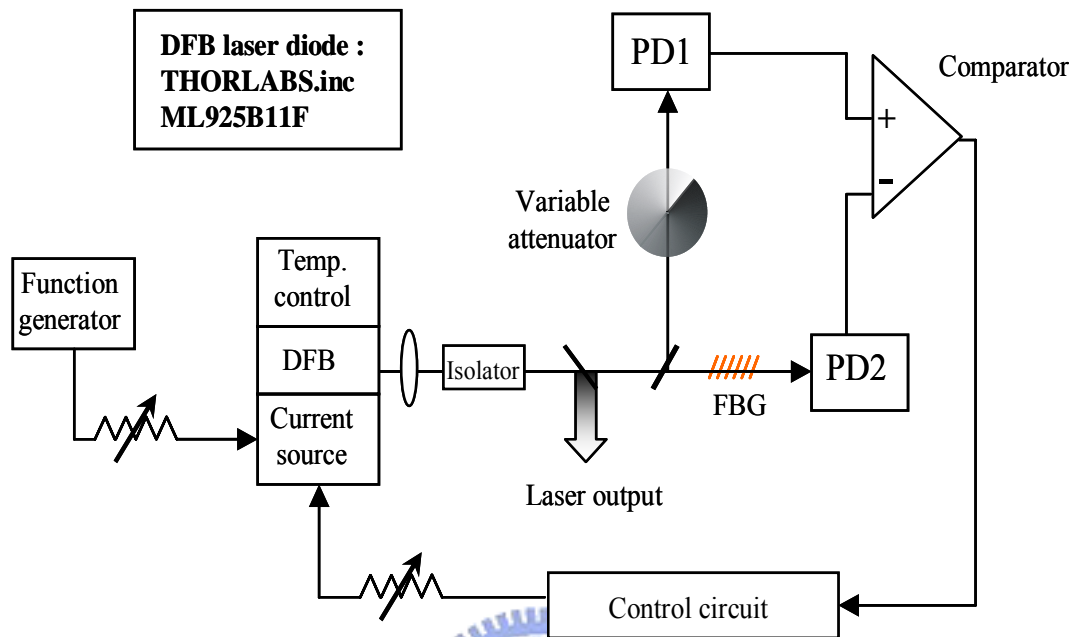 DFB laser diode :
THORLABS.inc
ML925B11F
PD1
Comparator
+
-
Variable
attenuator
Function
generator
Temp.
control
DFB
Current
source
Isolator
FBG
PD2
Laser output
Control circuit